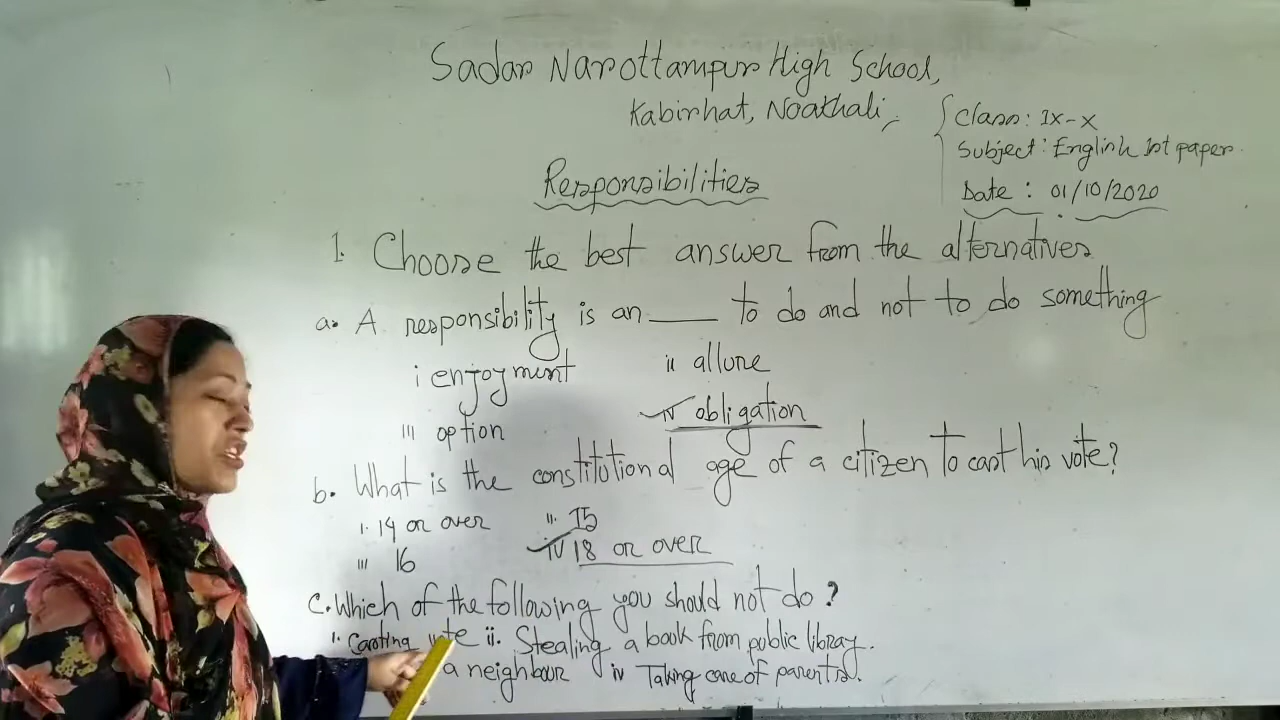 Sadar Narottampur High School,
Kabirhat, Noakhali,
Class: IX-X
Subject: English 1st paper.
Date: 01/10/2020
Responsibilities
1. Choose the best answer from the alternatives
a. A responsibility is an ____ to do and not to do something
i enjoyment ii allure
iii option iv obligation
b. What is the constitutional age of a citizen to cast his vote?
i. 14 or over ii. 15
iii 16 iv 18 or over
c. Which of the following you should not do?
i. Casting vote ii. Stealing a book from public library.
a neighbour iv Taking care of parents.